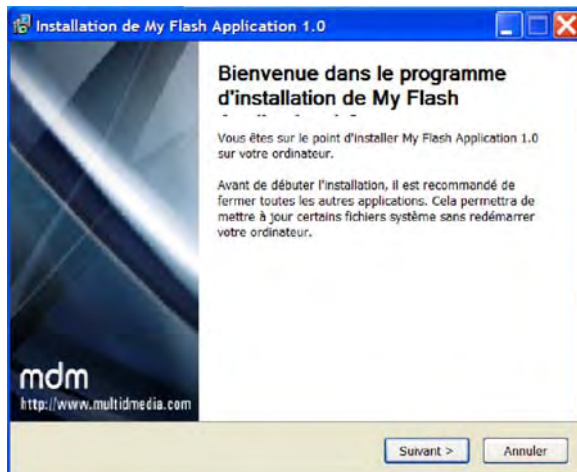 Installation de My Flash Application 1.0
Bienvenue dans le programme
d'installation de My Flash
Vous êtes sur le point d'installer My Flash Application 1.0
sur votre ordinateur.
Avant de débuter l'installation, il est recommandé de
fermer toutes les autres applications. Cela permettra de
mettre à jour certains fichiers système sans redémarrer
votre ordinateur.
mdm
http://www.multidmedia.com
Suivant >
Annuler